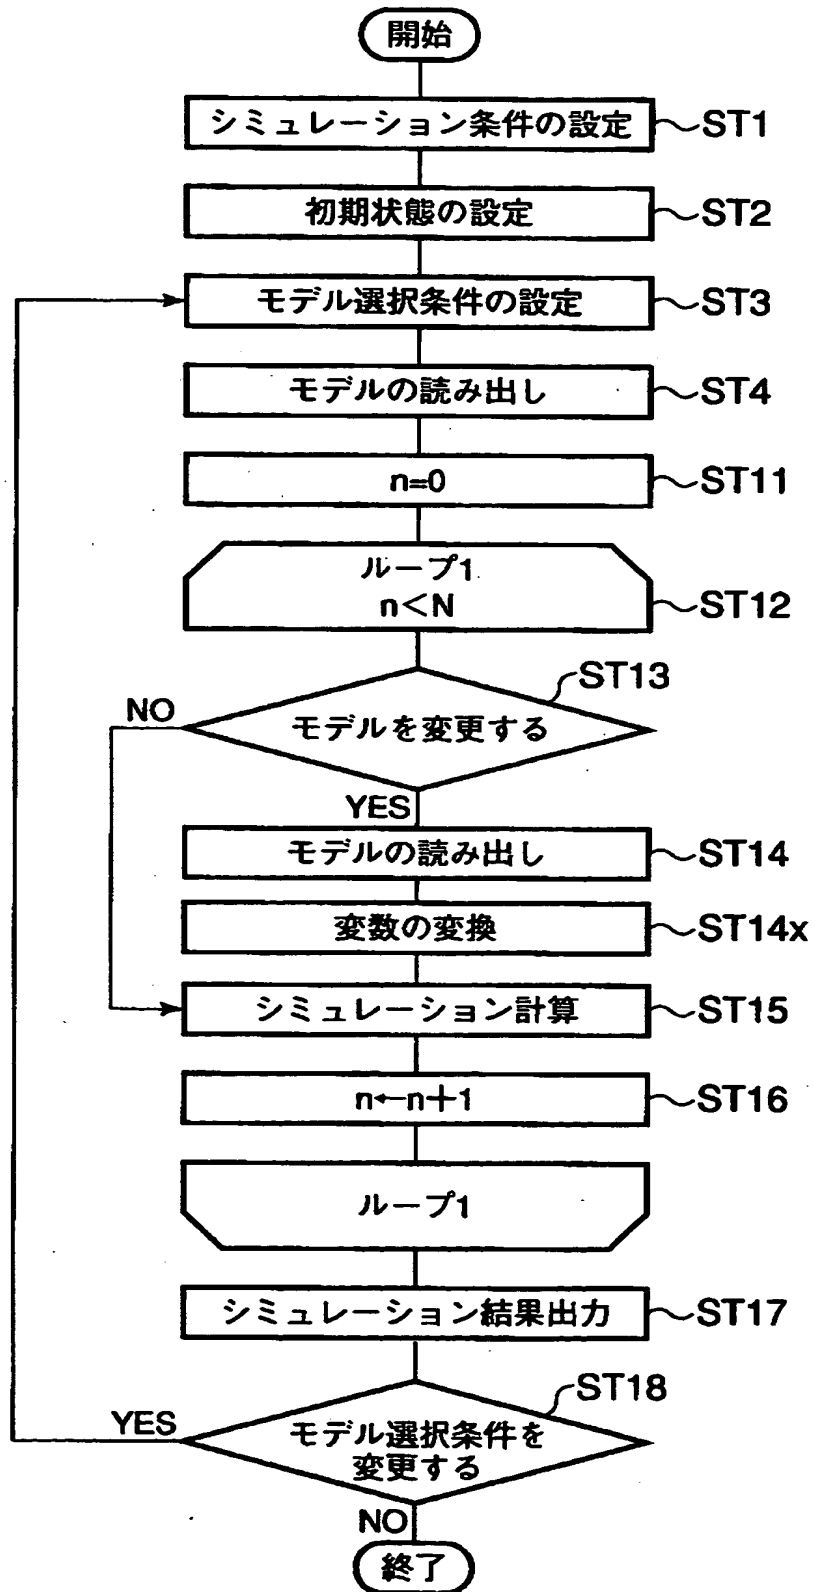 開始
シミュレーション条件の設定 ST1
初期状態の設定 ST2
モデル選択条件の設定 ST3
モデルの読み出し ST4
n=0 ST11
ループ1
n<N ST12
ST13
NO
モデルを変更する
YES
モデルの読み出し ST14
変数の変換 ST14x
シミュレーション計算 ST15
n←n+1 ST16
ループ1
シミュレーション結果出力 ST17
ST18
YES
モデル選択条件を
変更する
NO
終了